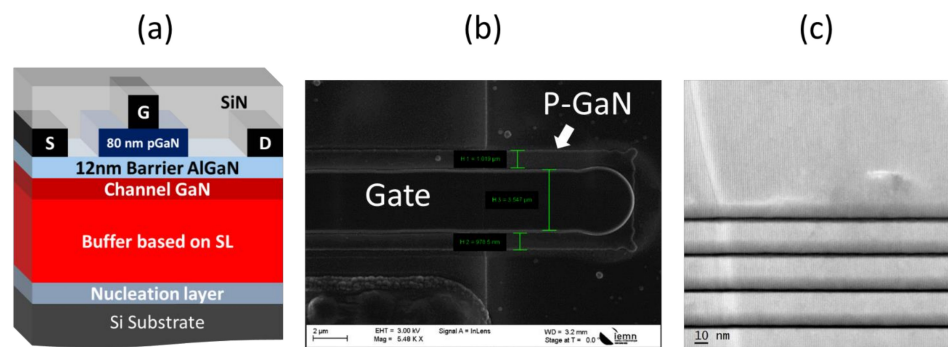 (a)
(b)
(c)
SiN
G
S
80 nm pGaN
D
12nm Barrier AlGaN
Channel GaN
Buffer based on SL
Nucleation layer
Si Substrate
P-GaN
Gate
2 µm
EHT = 3.00 kV
Signal A = InLens
WD = 3.2 mm
Mag = 5.48 K X
Stage at T = 0.0
iemn
10 nm